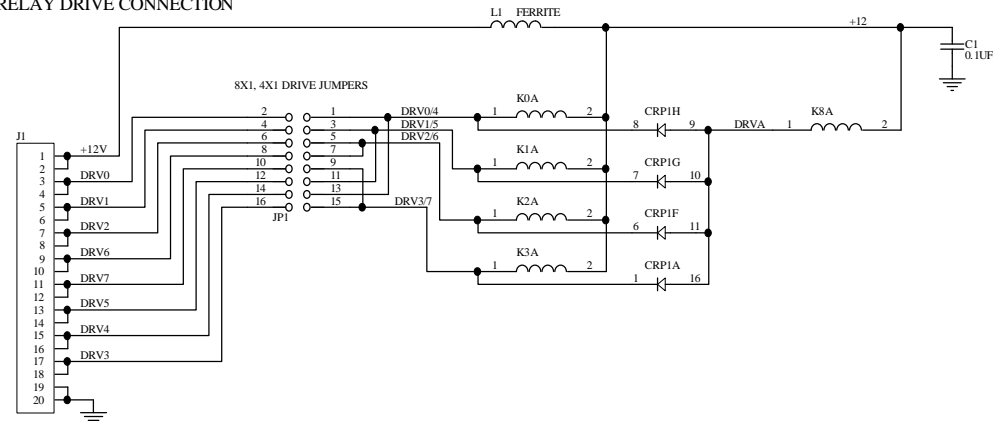 RELAY DRIVE CONNECTION
L1 FERRITE
+12
C1
0.1UF
8X1, 4X1 DRIVE JUMPERS
K0A
K8A
2 1 DRV0/4 1 2
8 CRP1H 9 DRVA 1 2
4 3 DRV1/5
6 5 DRV2/6
J1
8 7
K1A
1 +12V
10 9
1 2
CRP1G
2
12 11
7 10
3 DRV0
14 13
K2A
4
16 15 DRV3/7
JP1
1 2
CRP1F
5 DRV1
6 11
6
7 DRV2
K3A
8
1 2
CRP1A
9 DRV6
1 16
10
11 DRV7
12
13 DRV5
14
15 DRV4
16
17 DRV3
18
19
20